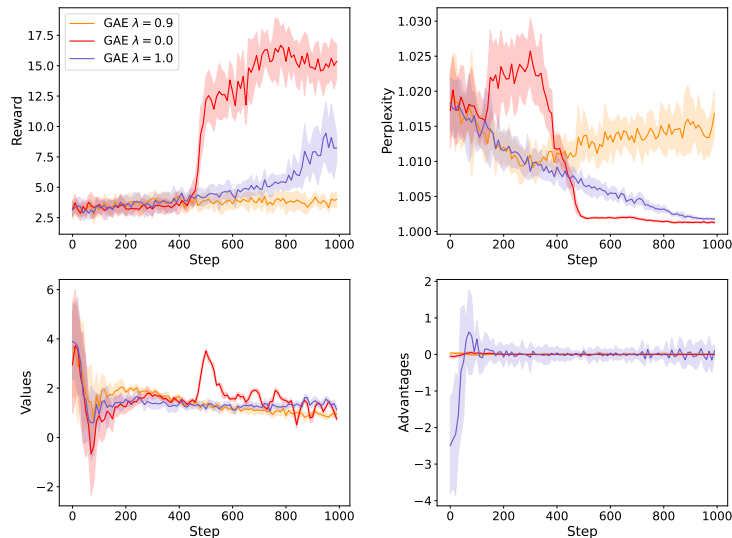 GAE λ = 0.9
GAE λ = 0.0
GAE λ = 1.0
17.5
15.0
12.5
10.0
7.5
5.0
2.5
Reward
0 200 400 600 800 1000
Step
1.030
1.025
1.020
1.015
1.010
1.005
1.000
Perplexity
0 200 400 600 800 1000
Step
6
4
2
0
−2
Values
0 200 400 600 800 1000
Step
2
1
0
−1
−2
−3
−4
Advantages
0 200 400 600 800 1000
Step